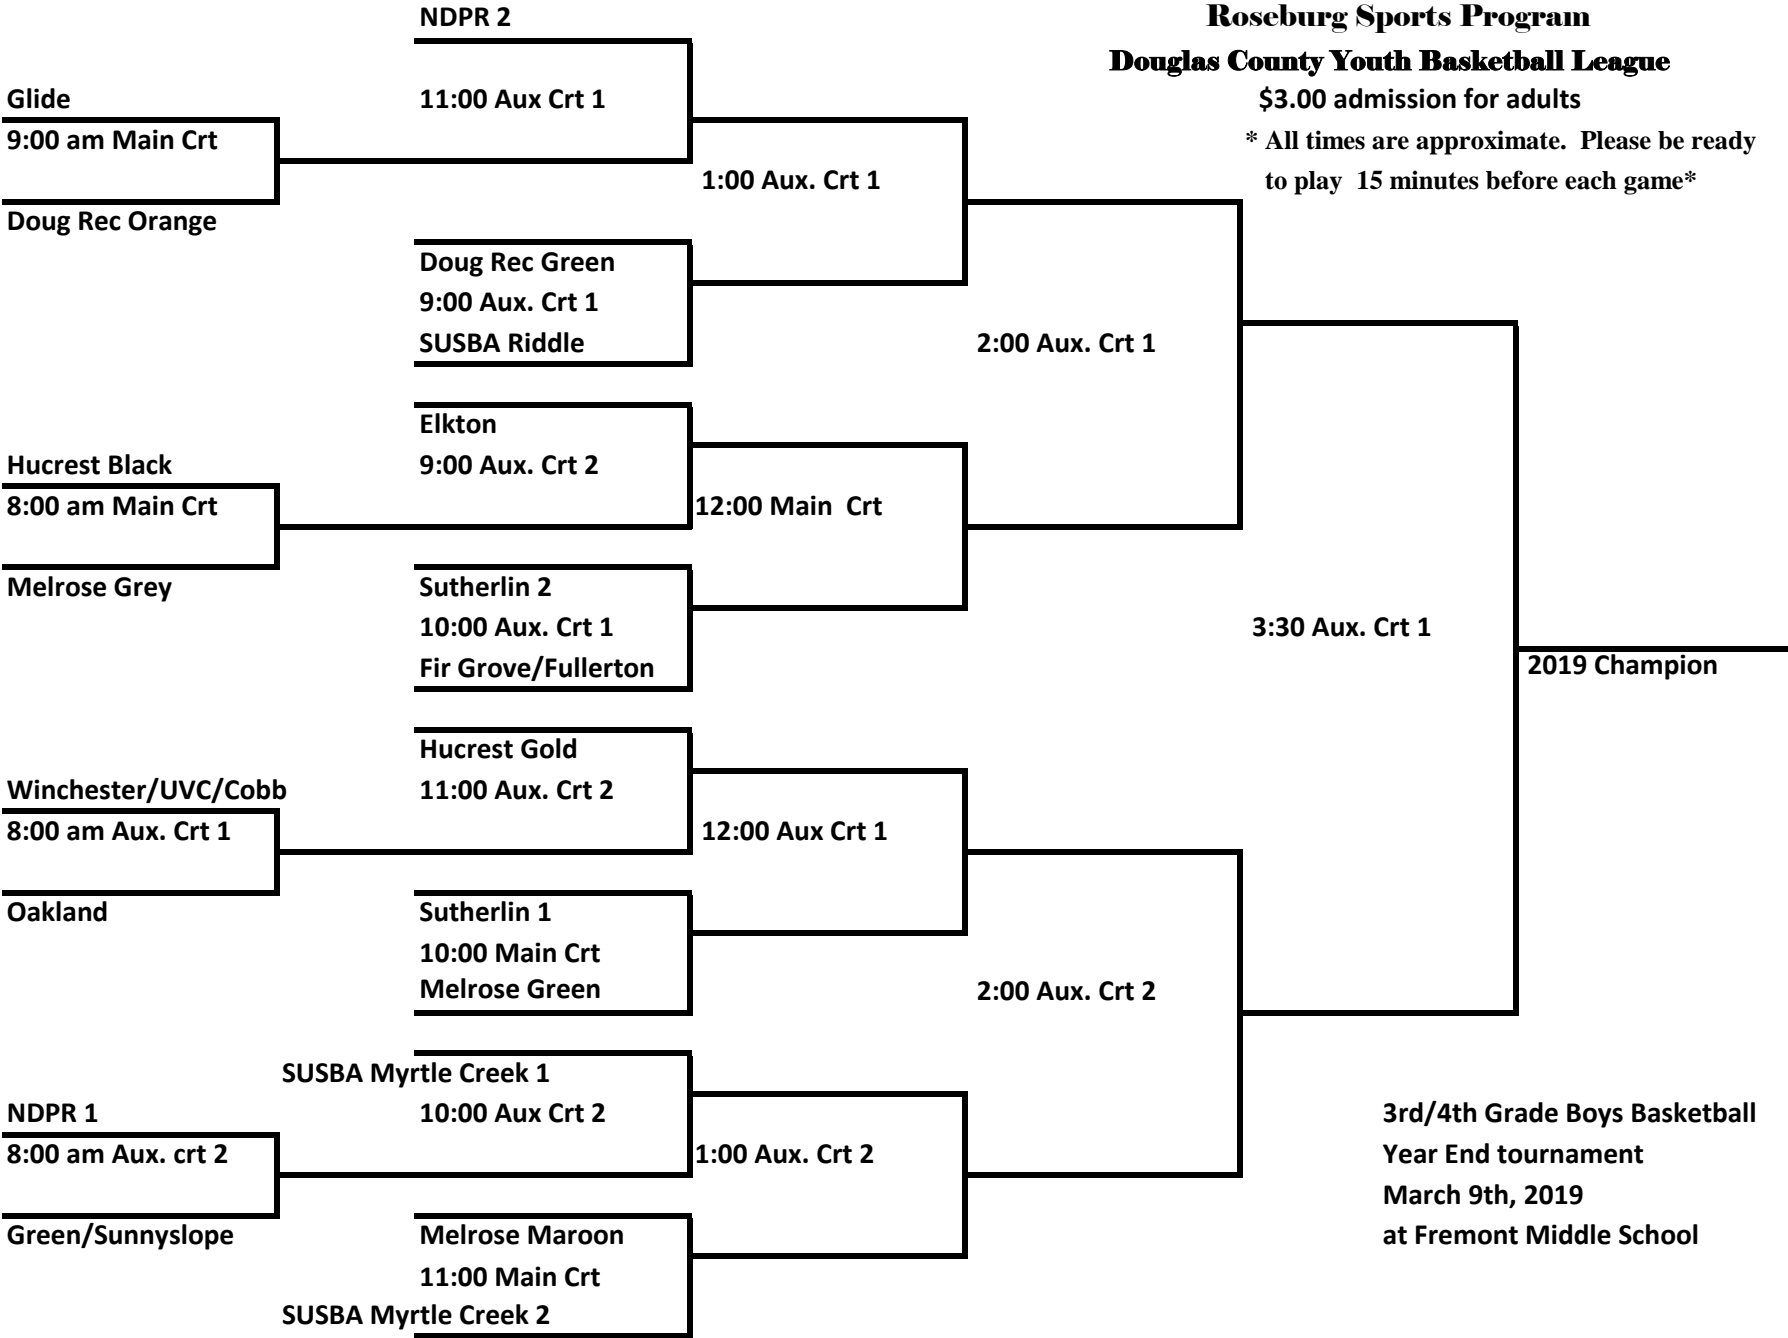 NDPR 2
Roseburg Sports Program
Douglas County Youth Basketball League
Glide
11:00 Aux Crt 1
$3.00 admission for adults
9:00 am Main Crt
* All times are approximate.  Please be ready
1:00 Aux. Crt 1
to play  15 minutes before each game*
Doug Rec Orange
Doug Rec Green
9:00 Aux. Crt 1
SUSBA Riddle
2:00 Aux. Crt 1
Elkton
Hucrest Black
9:00 Aux. Crt 2
8:00 am Main Crt
12:00 Main  Crt
Melrose Grey
Sutherlin 2
10:00 Aux. Crt 1
3:30 Aux. Crt 1
Fir Grove/Fullerton
2019 Champion
Hucrest Gold
Winchester/UVC/Cobb
11:00 Aux. Crt 2
8:00 am Aux. Crt 1
12:00 Aux Crt 1
Oakland
Sutherlin 1
10:00 Main Crt
Melrose Green
2:00 Aux. Crt 2
SUSBA Myrtle Creek 1
NDPR 1
10:00 Aux Crt 2
3rd/4th Grade Boys Basketball
8:00 am Aux. crt 2
1:00 Aux. Crt 2
Year End tournament
March 9th, 2019
Green/Sunnyslope
Melrose Maroon
at Fremont Middle School
11:00 Main Crt
SUSBA Myrtle Creek 2